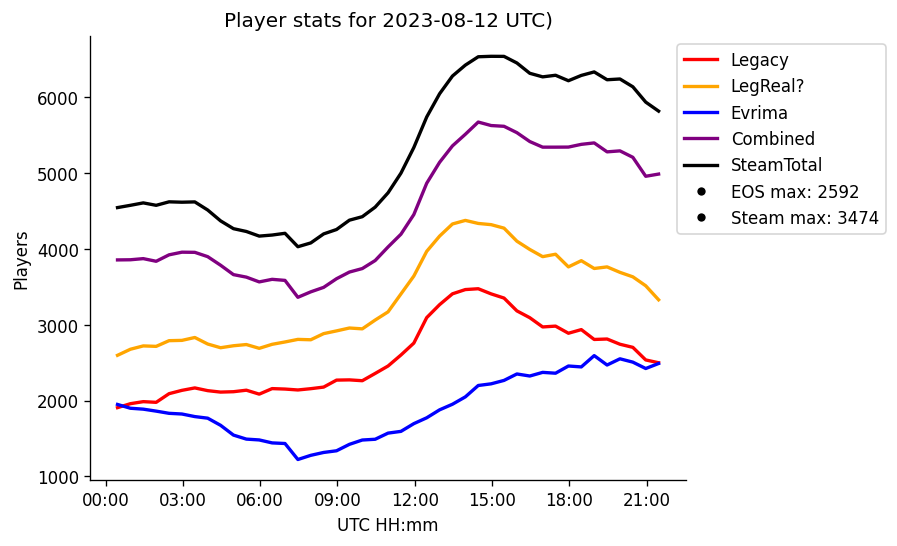 Player stats for 2023-08-12 UTC)
Legacy
LegReal?
Evrima
Combined
SteamTotal
EOS max: 2592
Steam max: 3474
Players
6000
5000
4000
3000
2000
1000
00:00 03:00 06:00 09:00 12:00 15:00 18:00 21:00
UTC HH:mm